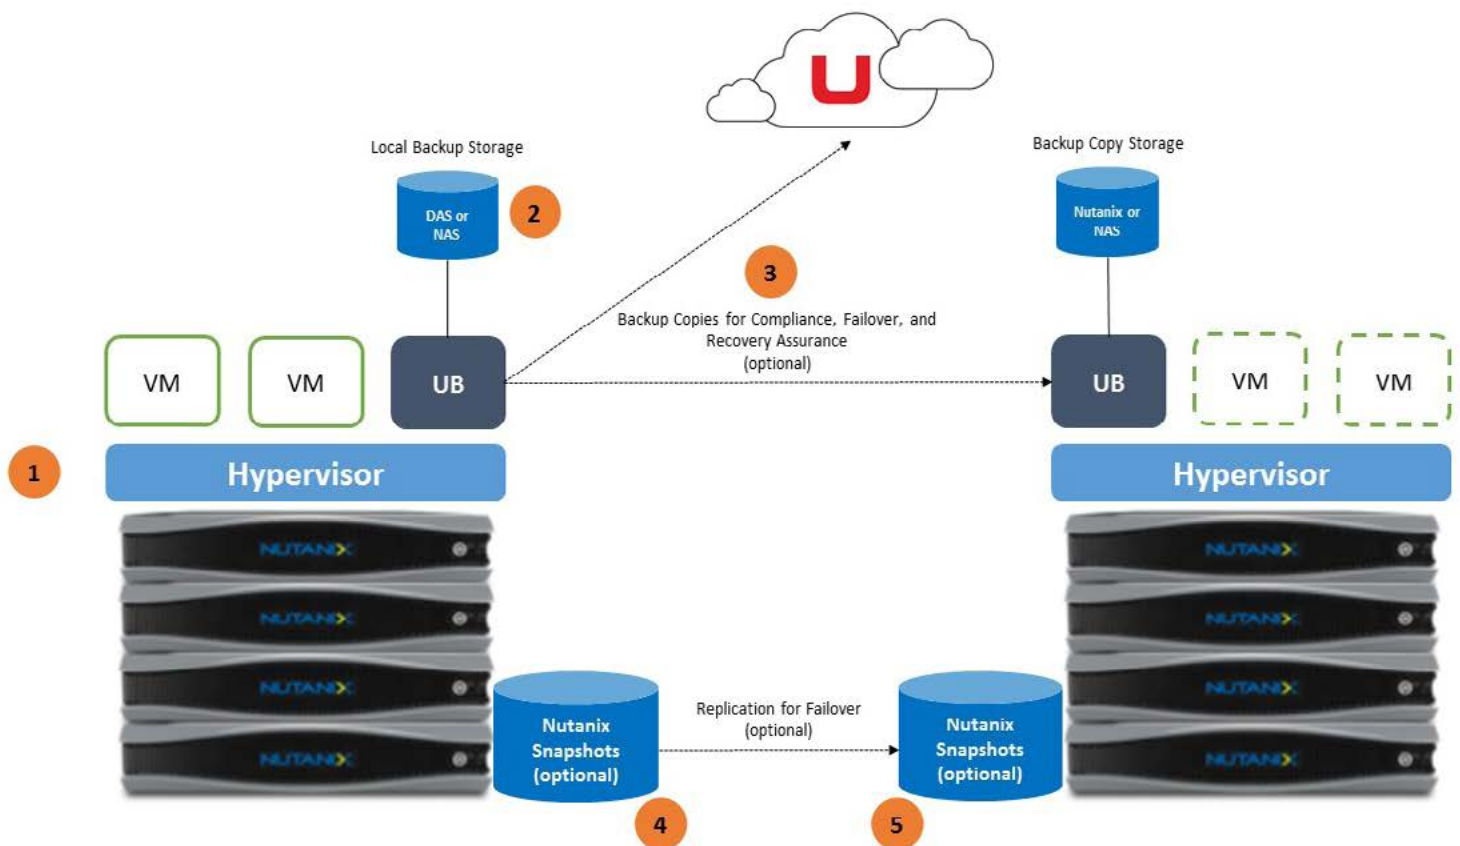 U
Local Backup Storage
DAS or
NAS
2
Backup Copy Storage
Nutanix or
NAS
3
Backup Copies for Compliance, Failover, and
Recovery Assurance
(optional)
VM
VM
UB
UB
VM
VM
1
Hypervisor
Hypervisor
NUTANIX
NUTANIX
NUTANIX
NUTANIX
NUTANIX
NUTANIX
NUTANIX
NUTANIX
Nutanix
Snapshots
(optional)
Replication for Failover
(optional)
Nutanix
Snapshots
(optional)
4
5